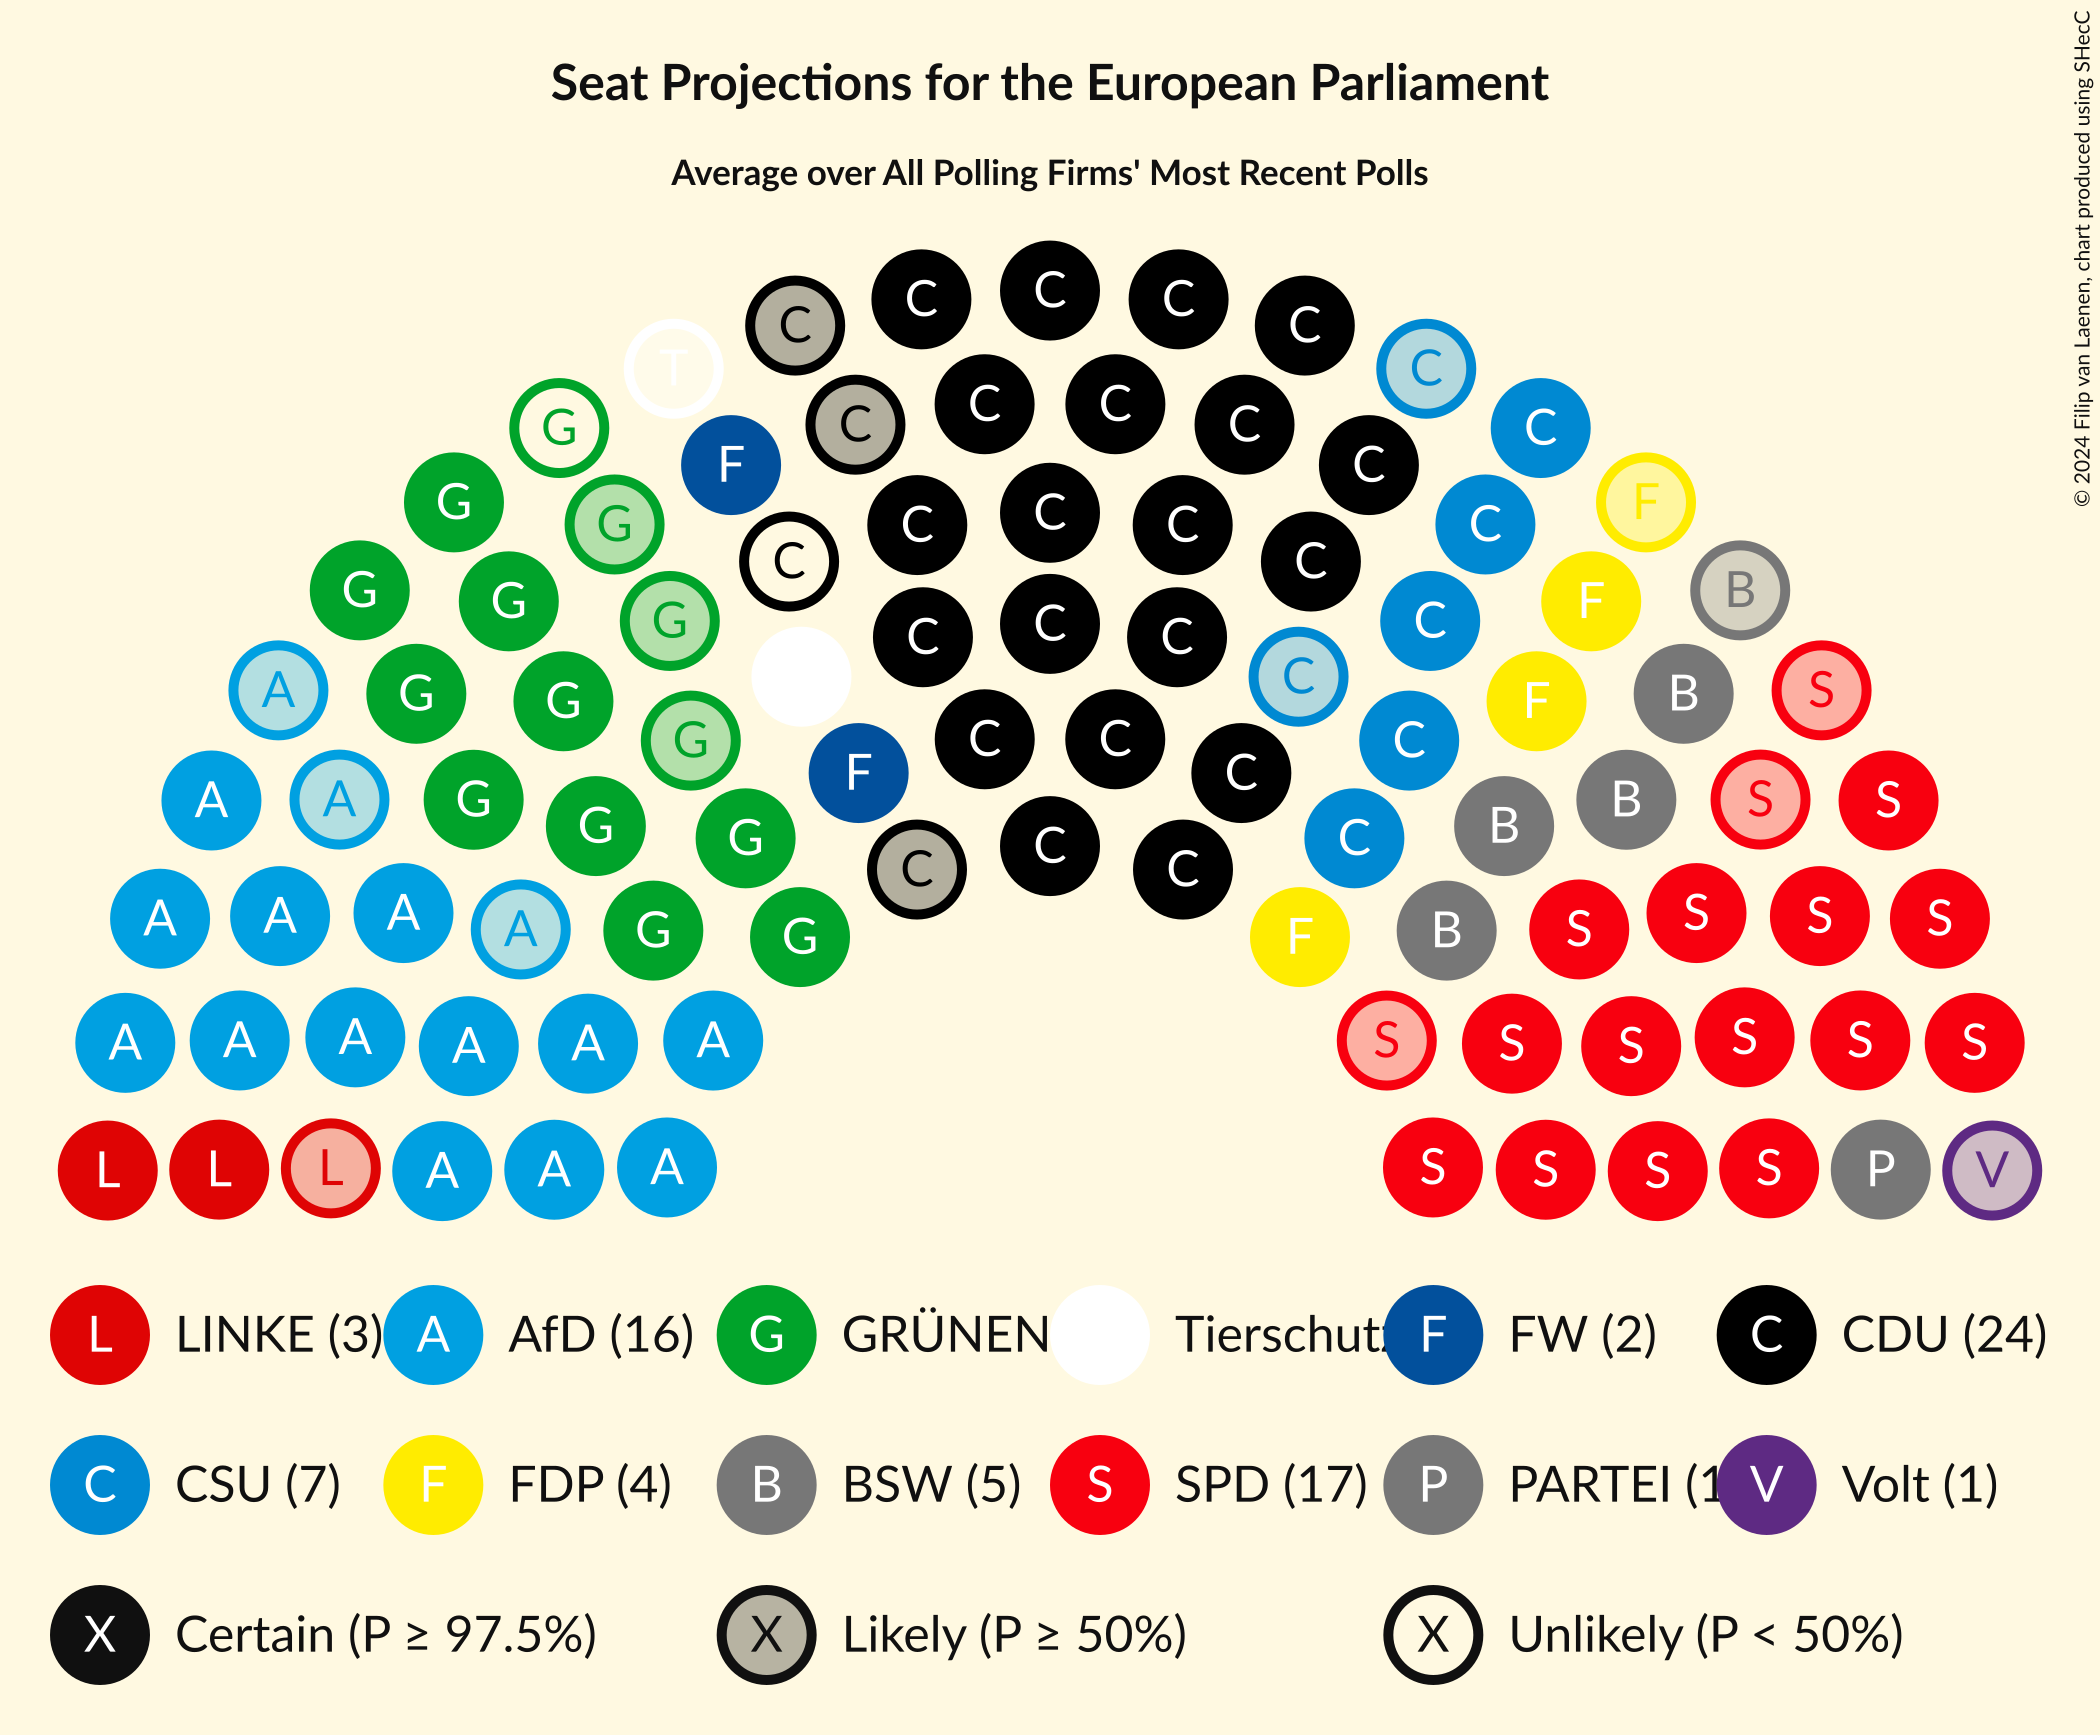 Seat Projections for the European Parliament
Average over All Polling Firms' Most Recent Polls
© 2024 Filip van Laenen, chart produced using SHecC
C
C C
C C
C C
T C
C C
C C
G C
F C
G F
G C C C
G C C
G F
G B
G C
C C
G C
G F
A B
G C C C
G F
G C
S
A B
A F C C C
G B
G S
S
G C
C C
C
A B
A S
A S
A S
A G B S
G F
A S
A S
A S
A S
A S
A S
L V
L P
L S
A S
A S
A S
L LINKE (3) A AfD (16) G GRÜNEN Tierschutz F FW (2) C CDU (24)
C CSU (7) F FDP (4) B BSW (5) S SPD (17) P PARTEI (1 V Volt (1)
X Certain (P ≥ 97.5%) X Likely (P ≥ 50%) X Unlikely (P < 50%)